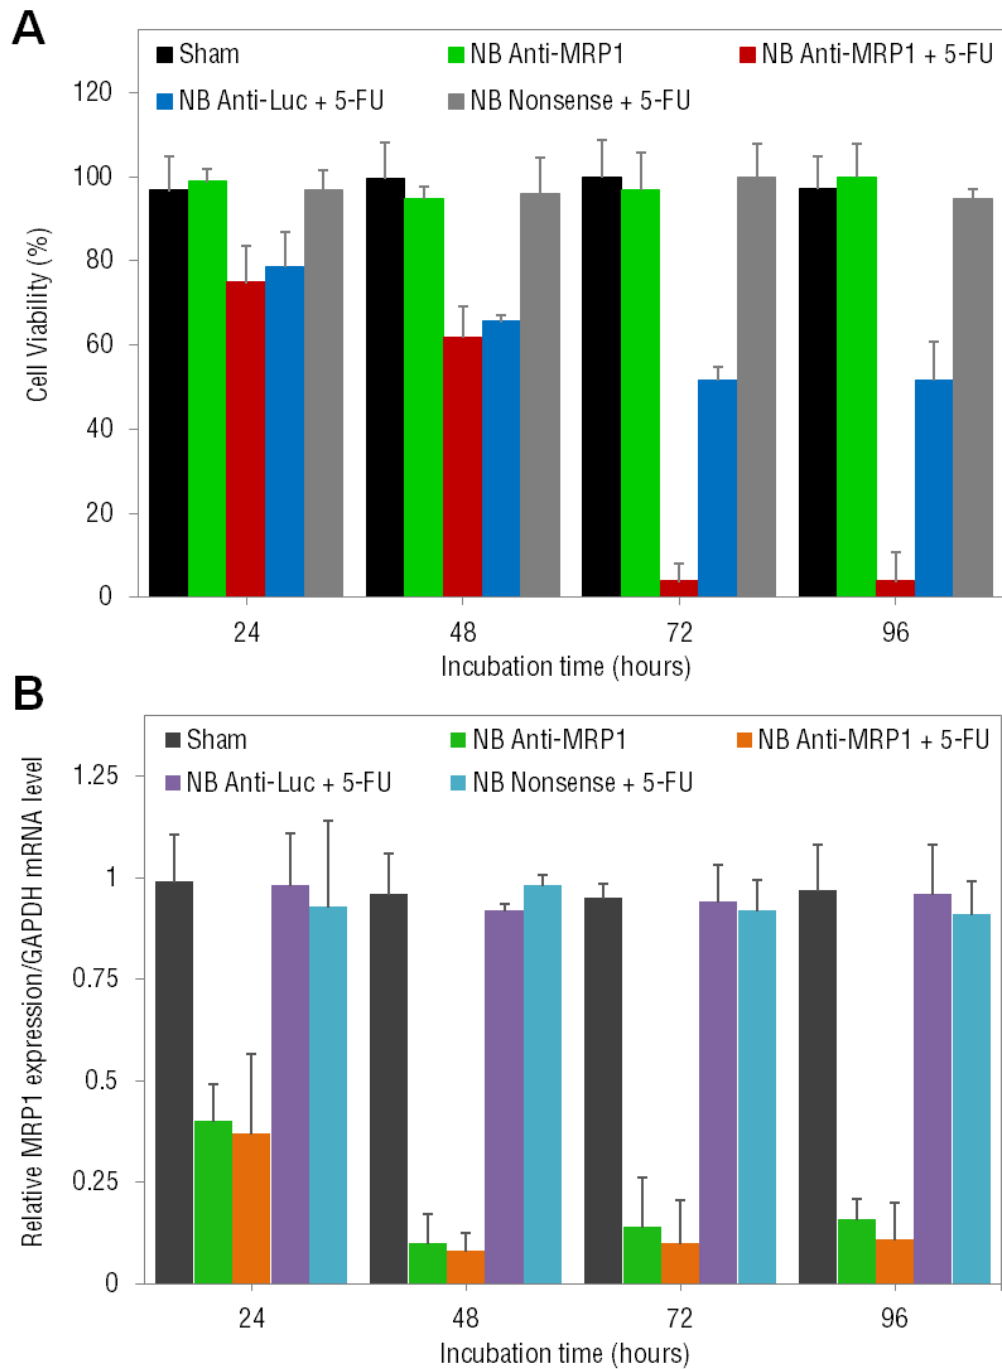 A
Sham NB Anti-MRP1 NB Anti-MRP1 + 5-FU
NB Anti-Luc + 5-FU NB Nonsense + 5-FU
Cell Viability (%)
120
100
80
60
40
20
0
24 48 72 96
Incubation time (hours)
B
Sham NB Anti-MRP1 NB Anti-MRP1 + 5-FU
NB Anti-Luc + 5-FU NB Nonsense + 5-FU
Relative MRP1 expression/GAPDH mRNA level
1.25
1
0.75
0.5
0.25
0
24 48 72 96
Incubation time (hours)